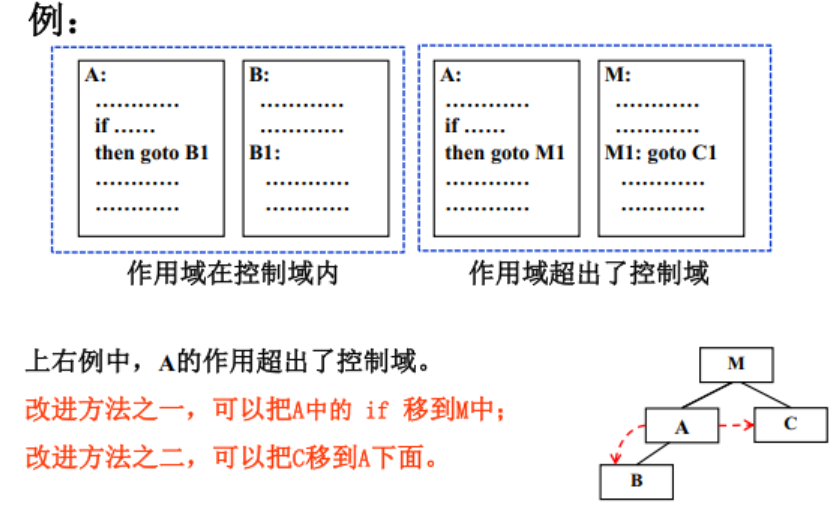 例：
A:
…………
if ……
then goto B1
…………
…………
B:
…………
…………
B1:
…………
…………
A:
…………
if ……
then goto M1
…………
…………
M:
…………
…………
M1: goto C1
…………
…………
作用域在控制域内
作用域超出了控制域
上右例中，A的作用超出了控制域。
改进方法之一，可以把A中的 if 移到M中；
改进方法之二，可以把C移到A下面。
M
A
C
B